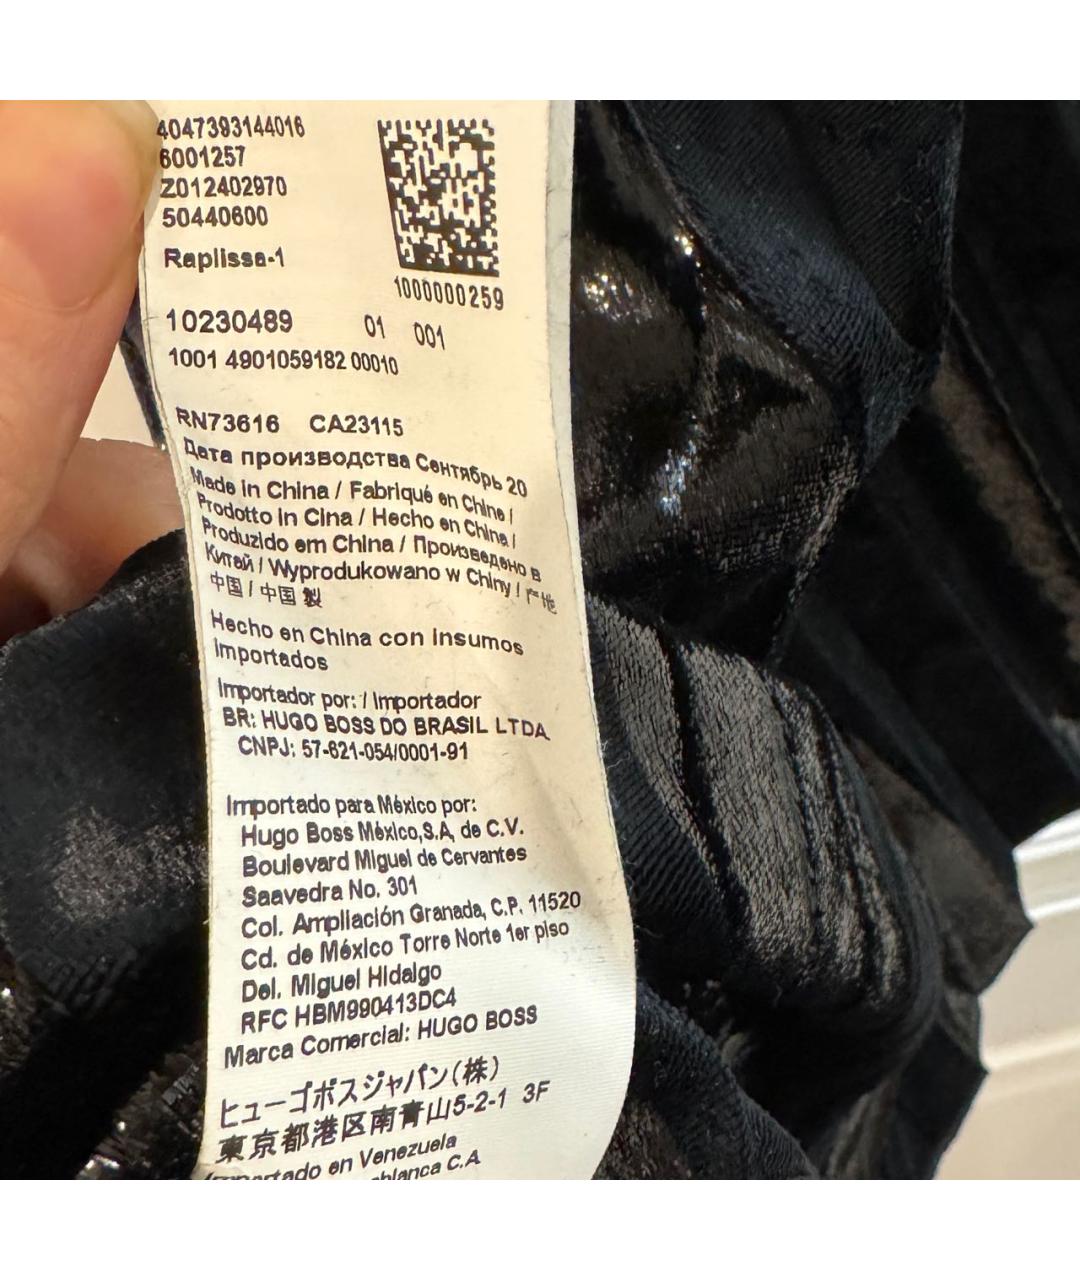 4047393144016
6001257
Z012402970
50440600
Raplissa-1
1000000259
10230489 01 001
1001 4901059182 00010
RN73616 CA23115
Дата производства Сентябрь 20
Made in China / Fabriqué en Chine /
Prodotto in Cina / Hecho en China /
Produzido em China / Произведено в
Китай / Wyprodukowano w Chiny / 产地
中国 / 中国 製
Hecho en China con insumos
importados
Importador por: / Importador
BR: HUGO BOSS DO BRASIL LTDA
CNPJ: 57-621-054/0001-91
Importado para México por:
Hugo Boss México,S.A, de C.V.
Boulevard Miguel de Cervantes
Saavedra No. 301
Col. Ampliación Granada, C.P. 11520
Cd. de México Torre Norte 1er piso
Del. Miguel Hidalgo
RFC HBM990413DC4
Marca Comercial: HUGO BOSS
ヒューゴボスジャパン(株)
東京都港区南青山5-2-1 3F
Importado en Venezuela
C.A